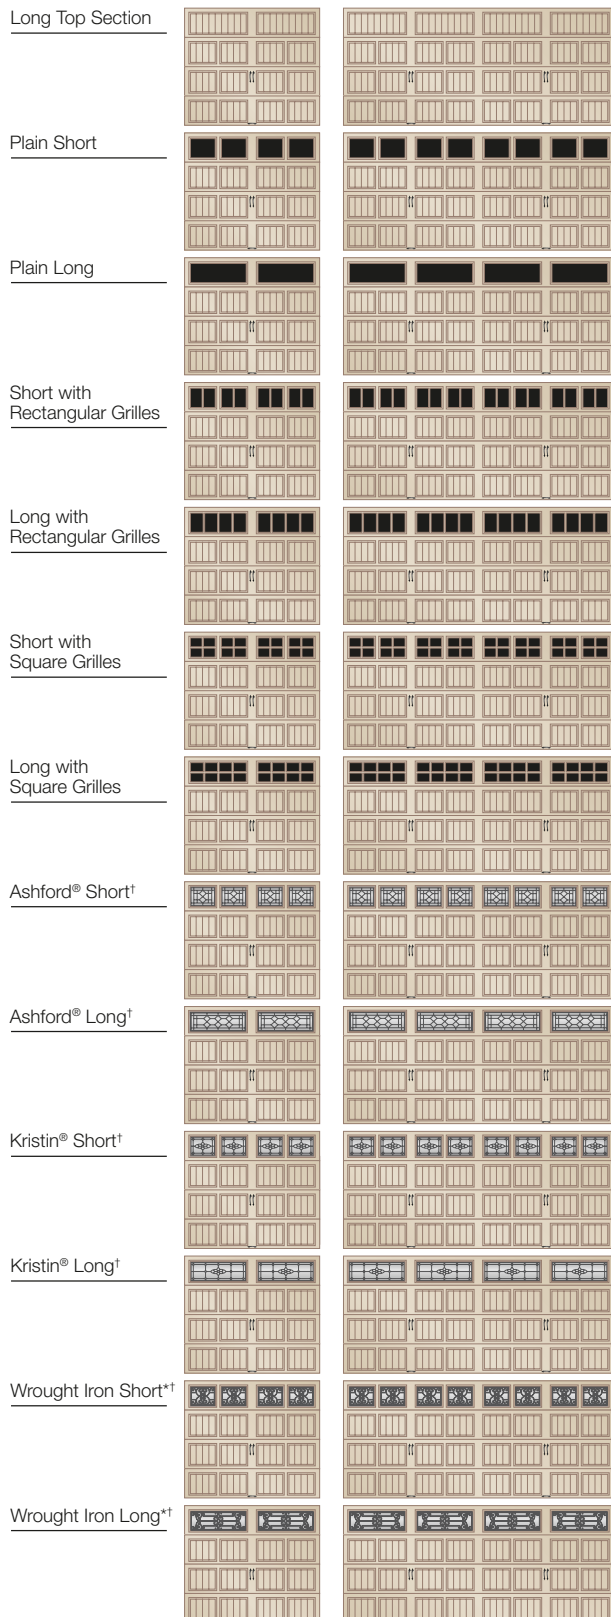 Long Top Section
Plain Short
Plain Long
Short with
Rectangular Grilles
Long with
Rectangular Grilles
Short with
Square Grilles
Long with
Square Grilles
Ashford® Short†
Ashford® Long†
Kristin® Short†
Kristin® Long†
Wrought Iron Short*†
Wrought Iron Long*†